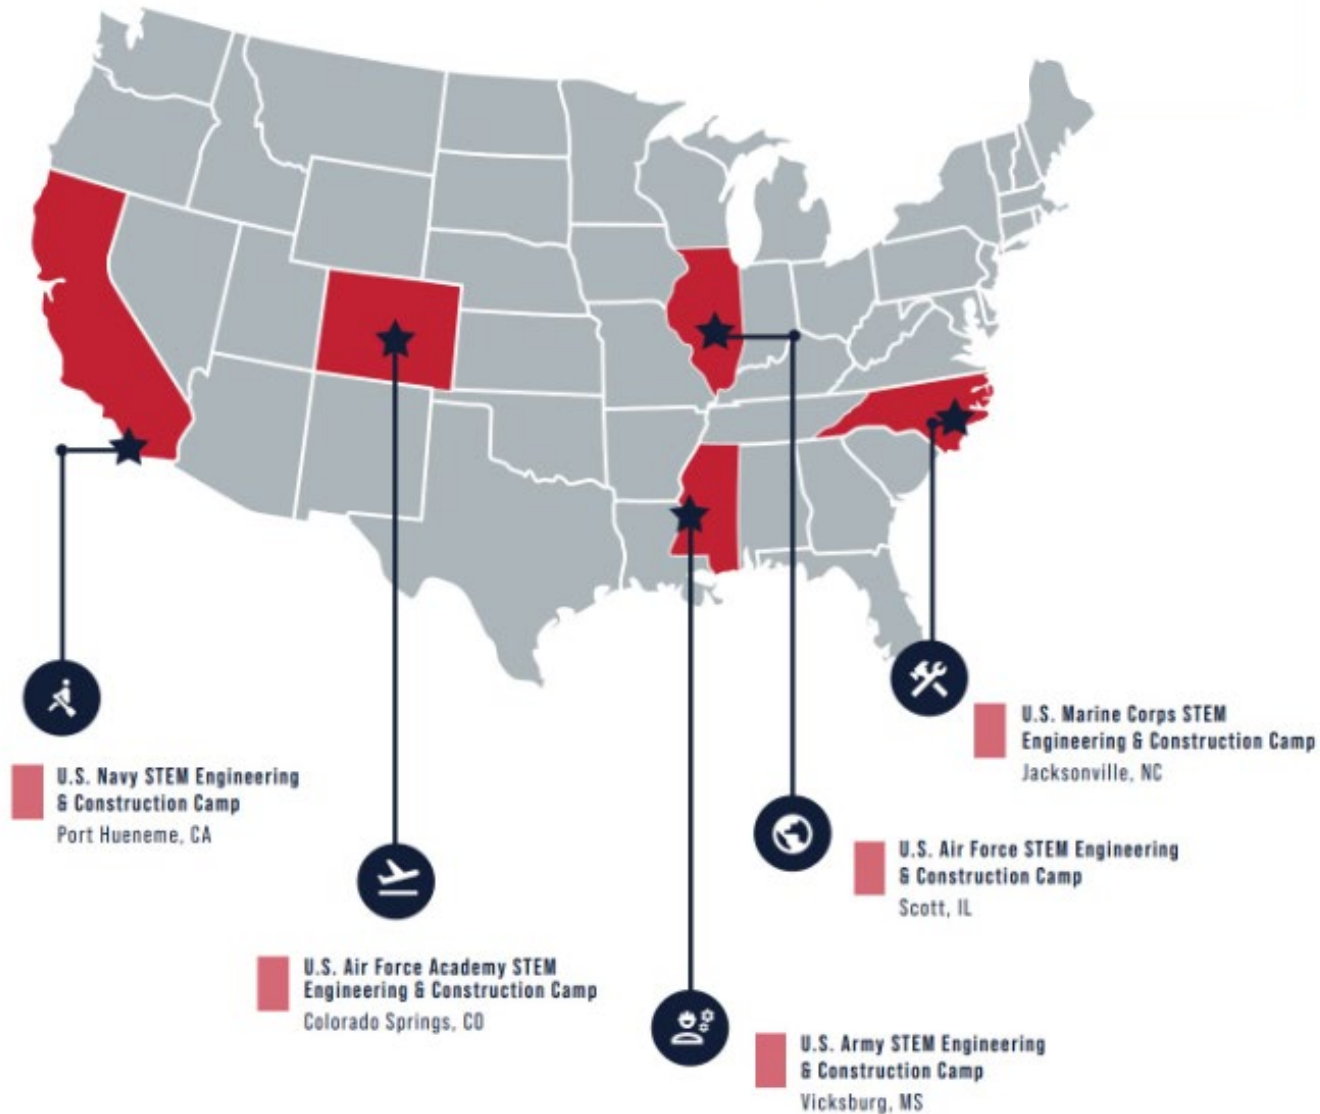 U.S. Navy STEM Engineering
& Construction Camp
Port Hueneme, CA
U.S. Air Force Academy STEM
Engineering & Construction Camp
Colorado Springs, CO
U.S. Army STEM Engineering
& Construction Camp
Vicksburg, MS
U.S. Air Force STEM Engineering
& Construction Camp
Scott, IL
U.S. Marine Corps STEM
Engineering & Construction Camp
Jacksonville, NC